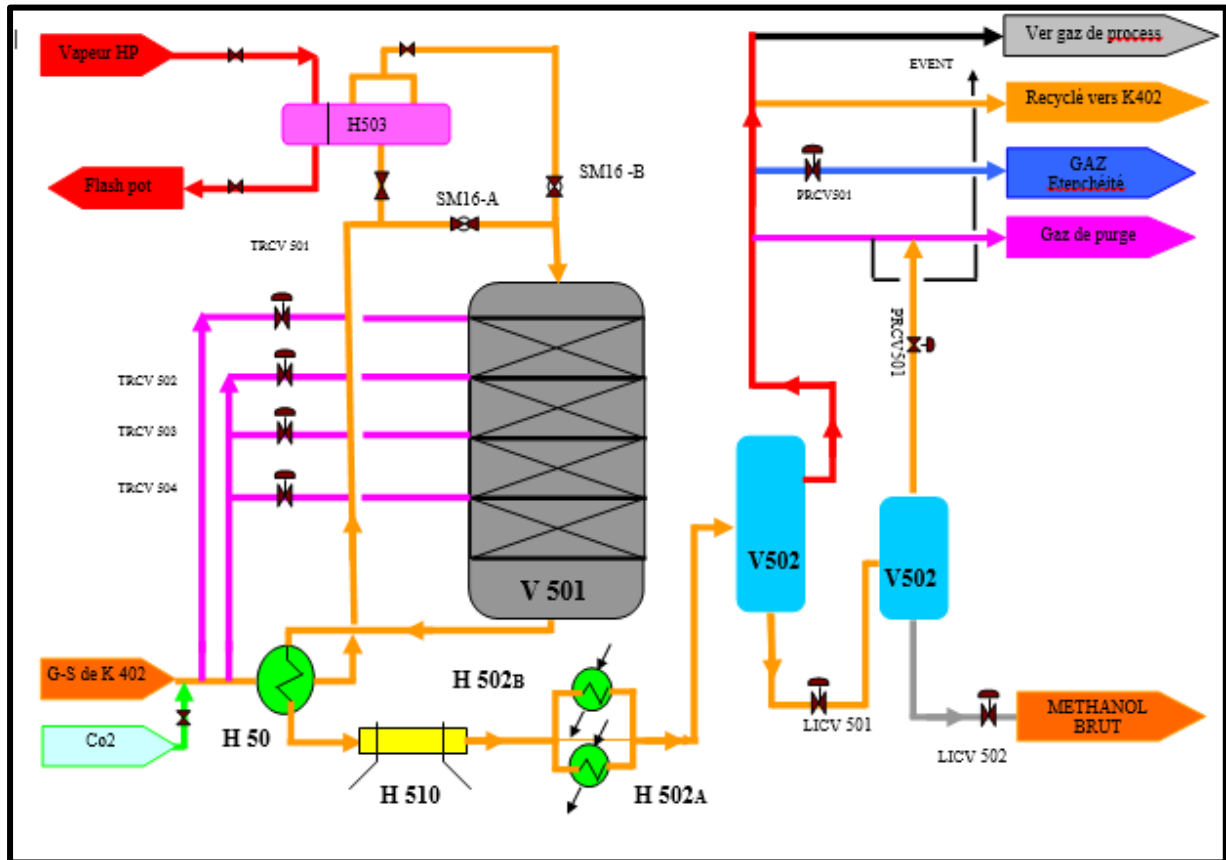 Vapeur HP
Ver gaz de process
EVENT
Recyclé vers K402
H503
Flash pot
SM16 -B
GAZ
Etenchéité
PRCV501
SM16-A
Gaz de purge
TRCV 501
PRCV501
TRCV 502
TRCV 503
TRCV 504
V502
V502
V 501
G-S de K 402
H 502B
METHANOL
BRUT
LICV 501
H 50
Co2
LICV 502
H 510
H 502A